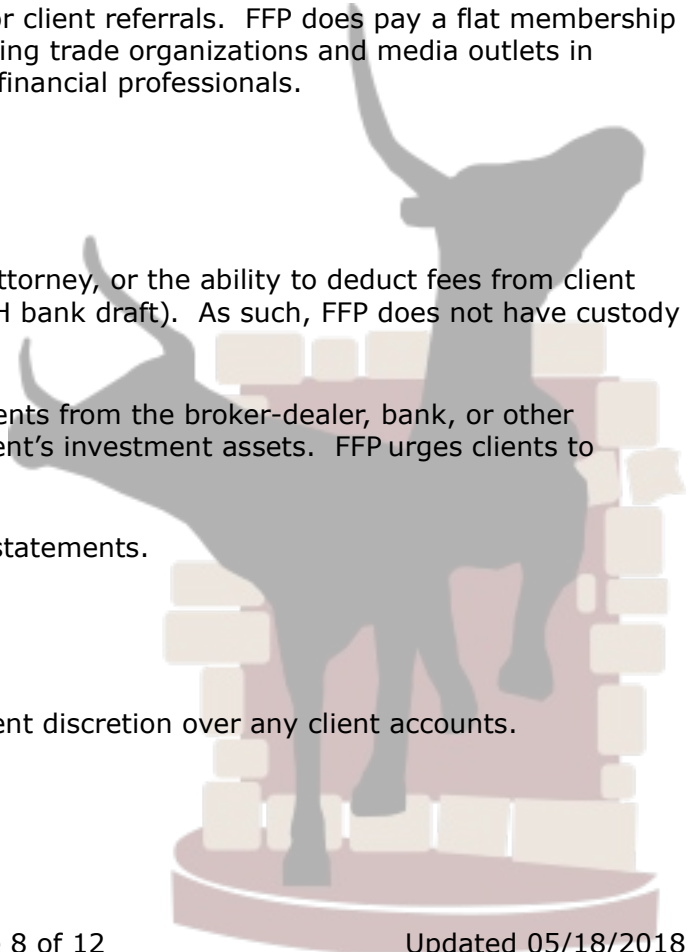 or client referrals.  FFP does pay a flat membership
ing trade organizations and media outlets in
financial professionals.
ttorney, or the ability to deduct fees from client
H bank draft).  As such, FFP does not have custody
ents from the broker-dealer, bank, or other
ent's investment assets.  FFP urges clients to
statements.
ent discretion over any client accounts.
8 of 12 Updated 05/18/2018